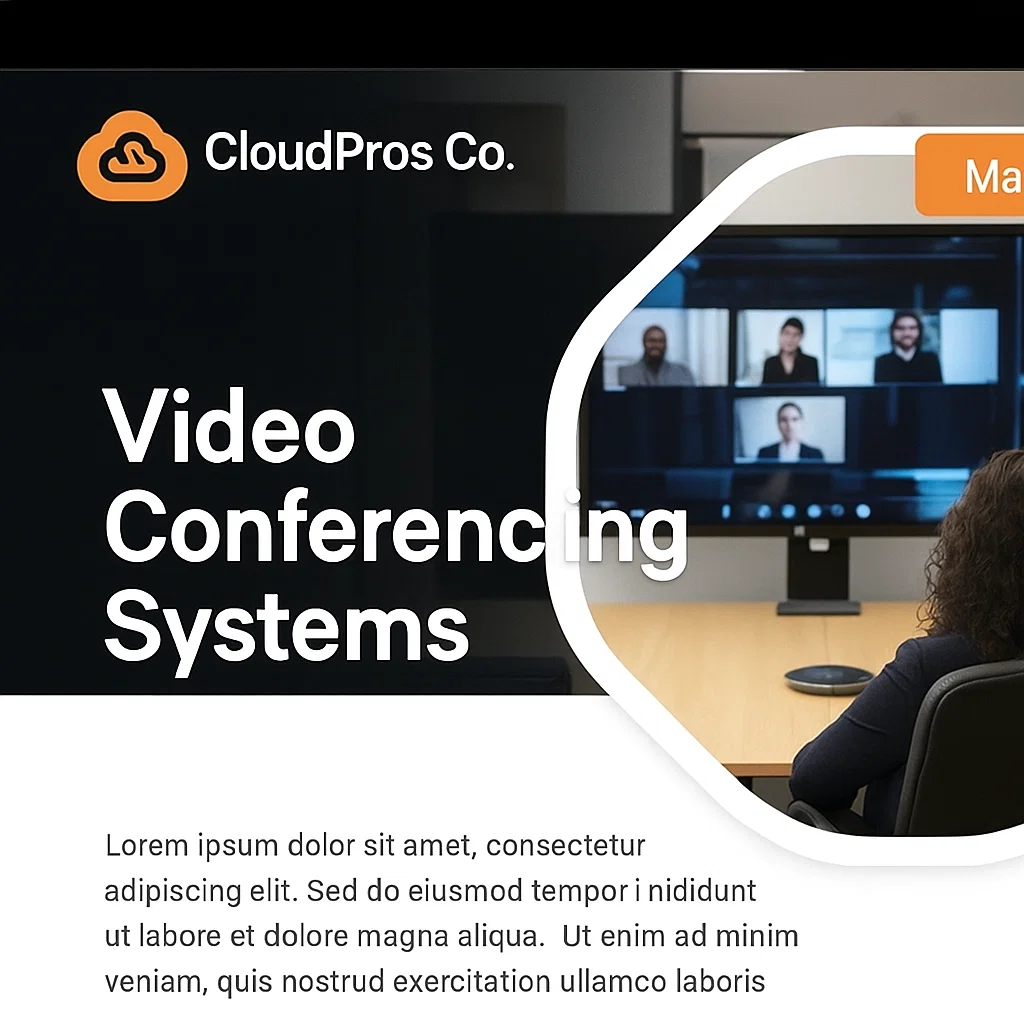 CloudPros Co.
Ma
Video
Conferencing
Systems
Lorem ipsum dolor sit amet, consectetur
adipiscing elit. Sed do eiusmod tempor i nididunt
ut labore et dolore magna aliqua.  Ut enim ad minim
veniam, quis nostrud exercitation ullamco laboris